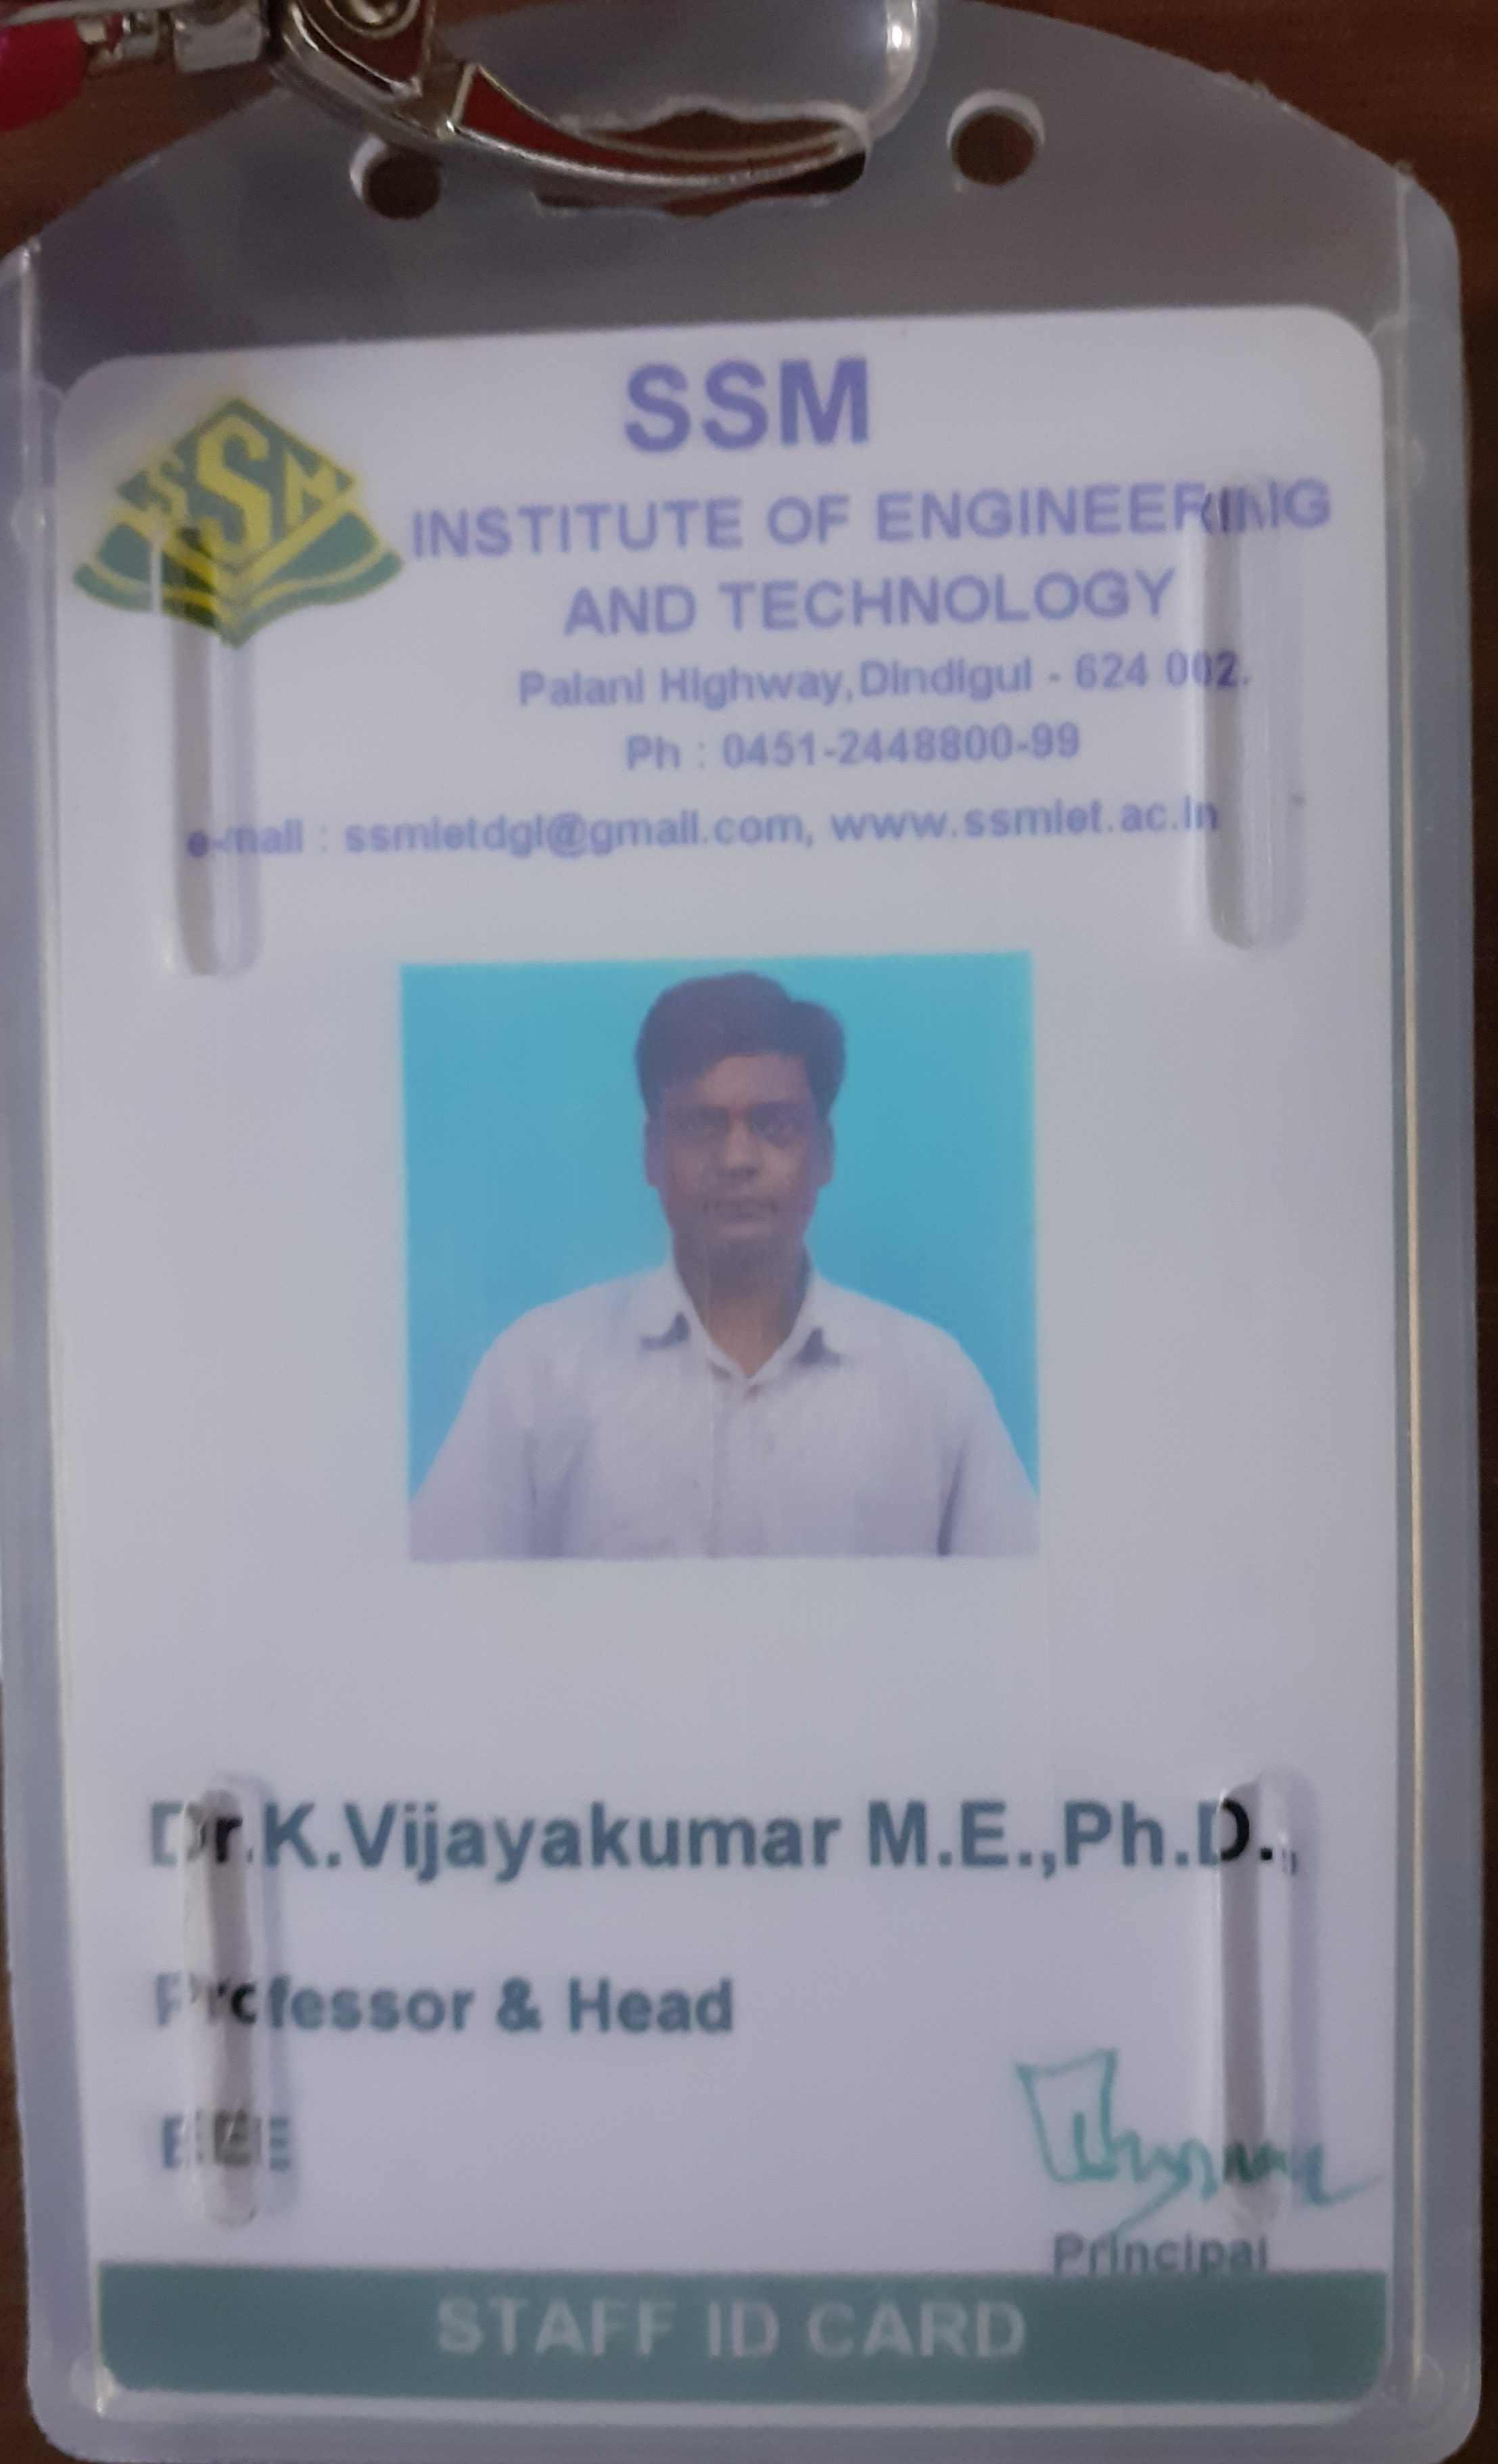 SSM
SSM
INSTITUTE OF ENGINEERING
AND TECHNOLOGY
Palani Highway,Dindigul - 624 002.
Ph : 0451-2448800-99
e-mail : ssmietdgl@gmail.com, www.ssmiet.ac.in
Dr.K.Vijayakumar M.E.,Ph.D.,
Professor & Head
EEE
Principal
STAFF ID CARD